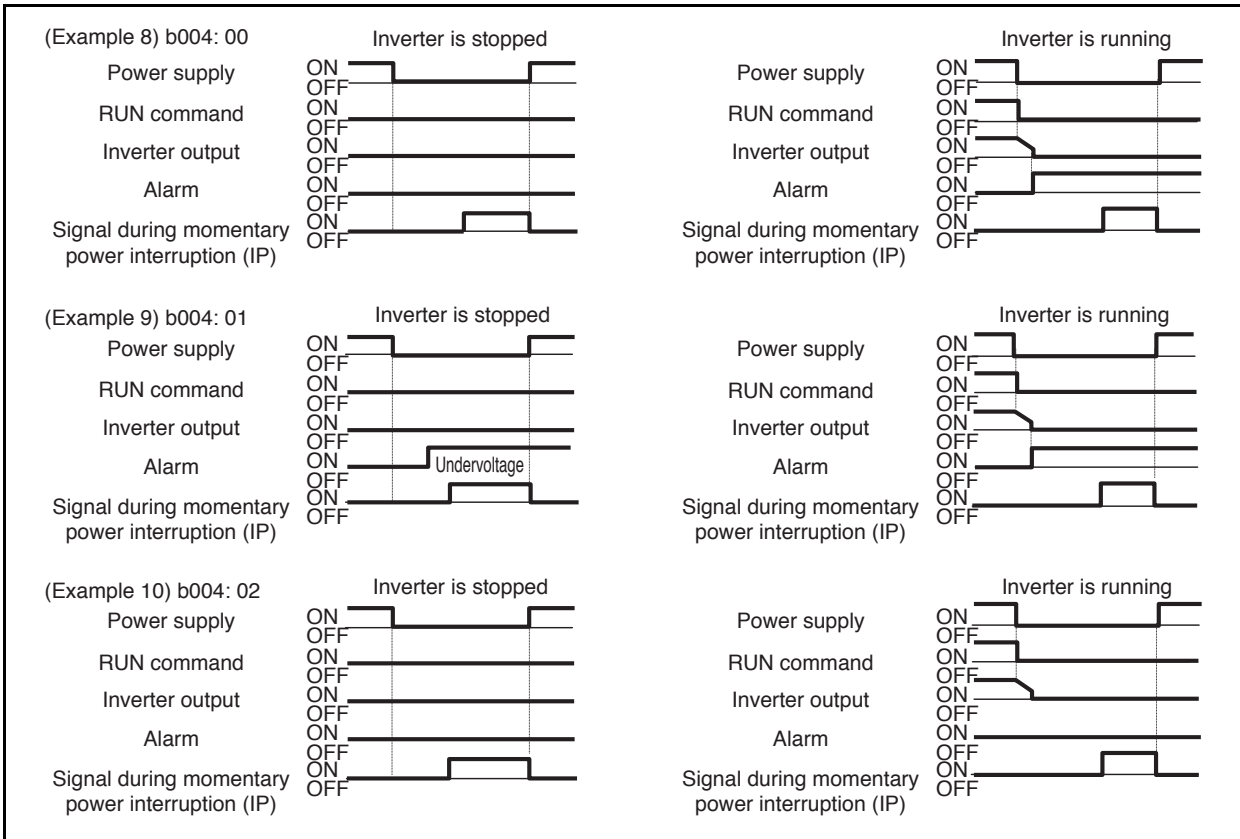 (Example 8) b004: 00
Inverter is stopped
Power supply
ON
OFF
RUN command
ON
OFF
Inverter output
ON
OFF
Alarm
ON
OFF
Signal during momentary
power interruption (IP)
ON
OFF
Inverter is running
Power supply
ON
OFF
RUN command
ON
OFF
Inverter output
ON
OFF
Alarm
ON
OFF
Signal during momentary
power interruption (IP)
ON
OFF
(Example 9) b004: 01
Inverter is stopped
Power supply
ON
OFF
RUN command
ON
OFF
Inverter output
ON
OFF
Alarm
ON
OFF
Undervoltage
Signal during momentary
power interruption (IP)
ON
OFF
Inverter is running
Power supply
ON
OFF
RUN command
ON
OFF
Inverter output
ON
OFF
Alarm
ON
OFF
Signal during momentary
power interruption (IP)
ON
OFF
(Example 10) b004: 02
Inverter is stopped
Power supply
ON
OFF
RUN command
ON
OFF
Inverter output
ON
OFF
Alarm
ON
OFF
Signal during momentary
power interruption (IP)
ON
OFF
Inverter is running
Power supply
ON
OFF
RUN command
ON
OFF
Inverter output
ON
OFF
Alarm
ON
OFF
Signal during momentary
power interruption (IP)
ON
OFF